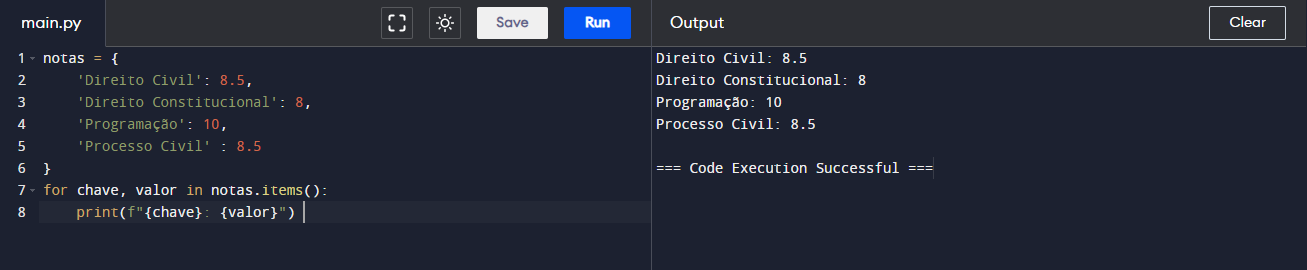 main.py Save Run Output Clear
1 notas = {
2     'Direito Civil': 8.5,
3     'Direito Constitucional': 8,
4     'Programação': 10,
5     'Processo Civil' : 8.5
6 }
7 for chave, valor in notas.items():
8     print(f"{chave}: {valor}")
Direito Civil: 8.5
Direito Constitucional: 8
Programação: 10
Processo Civil: 8.5
=== Code Execution Successful ===